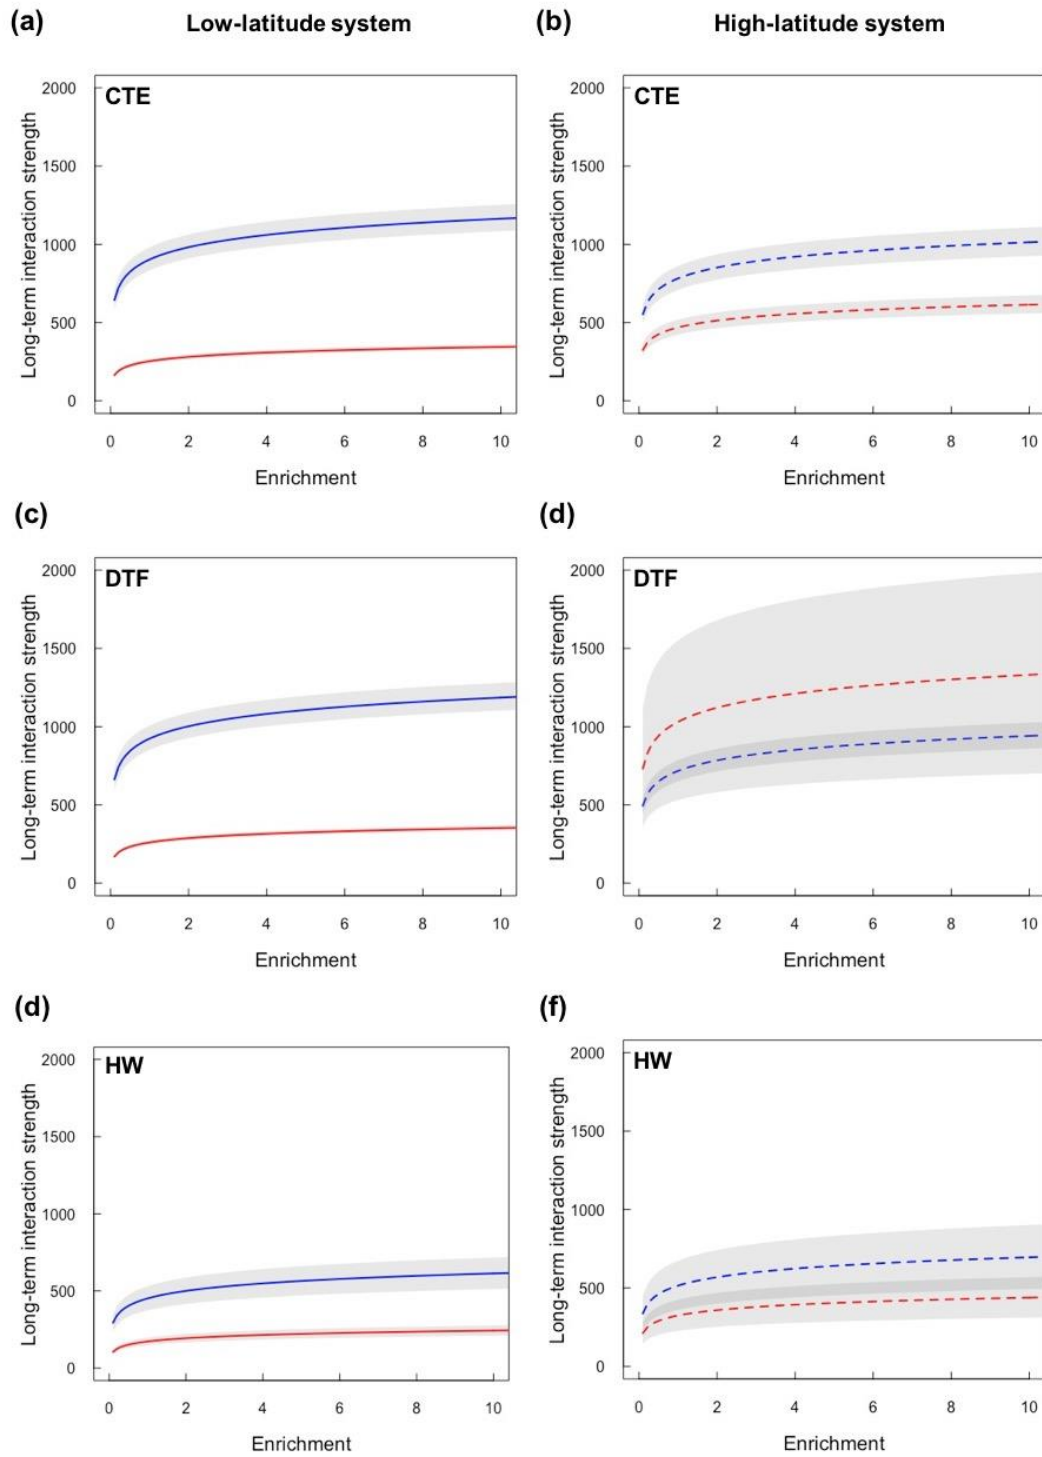 (a) Low-latitude system (b) High-latitude system
CTE
2000
1500
1000
500
0
0 2 4 6 8 10
Enrichment
Long-term interaction strength
CTE
2000
1500
1000
500
0
0 2 4 6 8 10
Enrichment
Long-term interaction strength
(c)
DTF
2000
1500
1000
500
0
0 2 4 6 8 10
Enrichment
Long-term interaction strength
(d)
DTF
2000
1500
1000
500
0
0 2 4 6 8 10
Enrichment
Long-term interaction strength
(d)
HW
2000
1500
1000
500
0
0 2 4 6 8 10
Enrichment
Long-term interaction strength
(f)
HW
2000
1500
1000
500
0
0 2 4 6 8 10
Enrichment
Long-term interaction strength